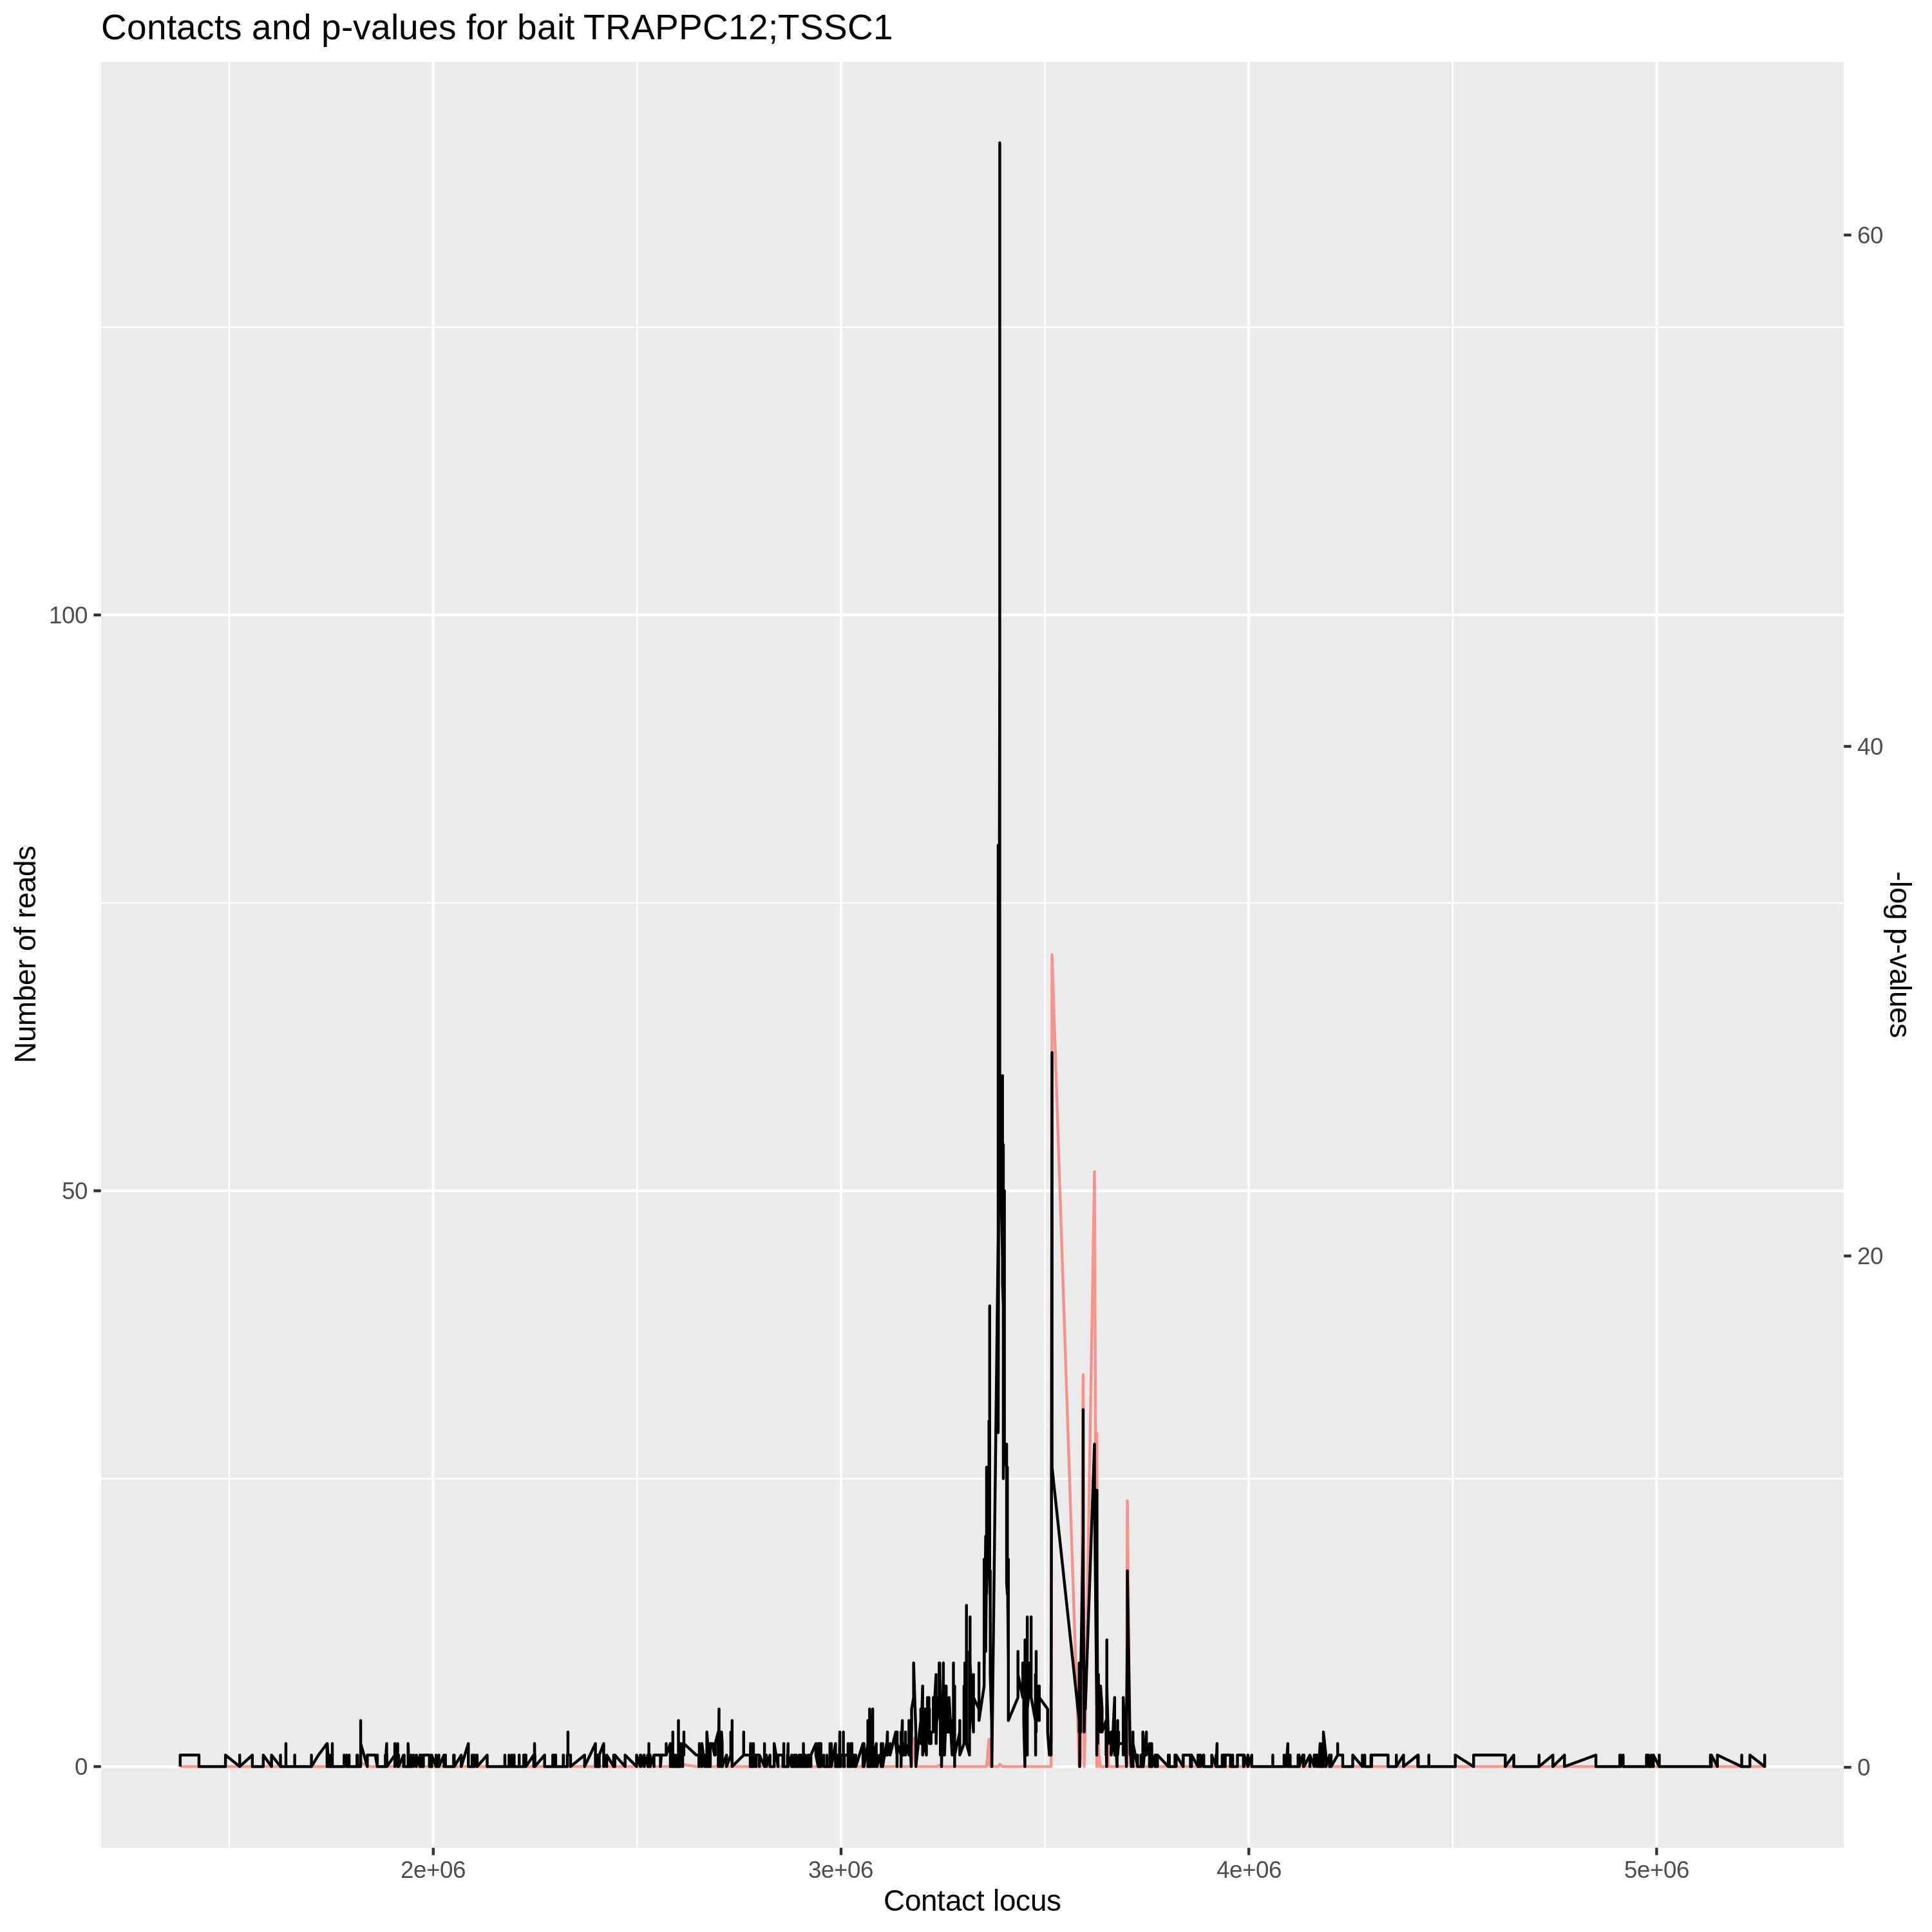 Contacts and p-values for bait TRAPPC12;TSSC1
60
100
40
Number of reads
-log p-values
50
20
0
0
2e+06
3e+06
4e+06
5e+06
Contact locus